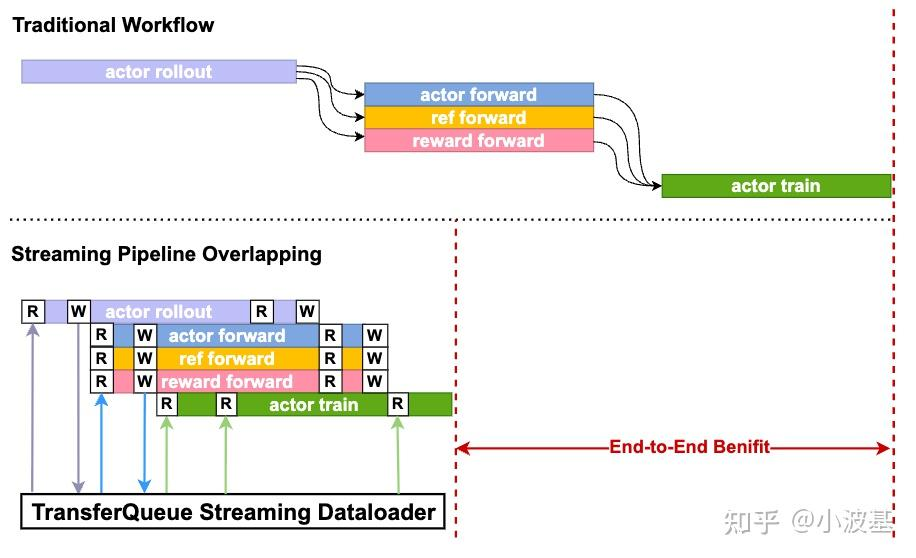 Traditional Workflow
actor rollout
actor forward
ref forward
reward forward
actor train
Streaming Pipeline Overlapping
R W actor rollout R W
R W actor forward R W
R W ref forward R W
R W reward forward R W
R R actor train R
End-to-End Benifit
TransferQueue Streaming Dataloader
知乎 @小波基